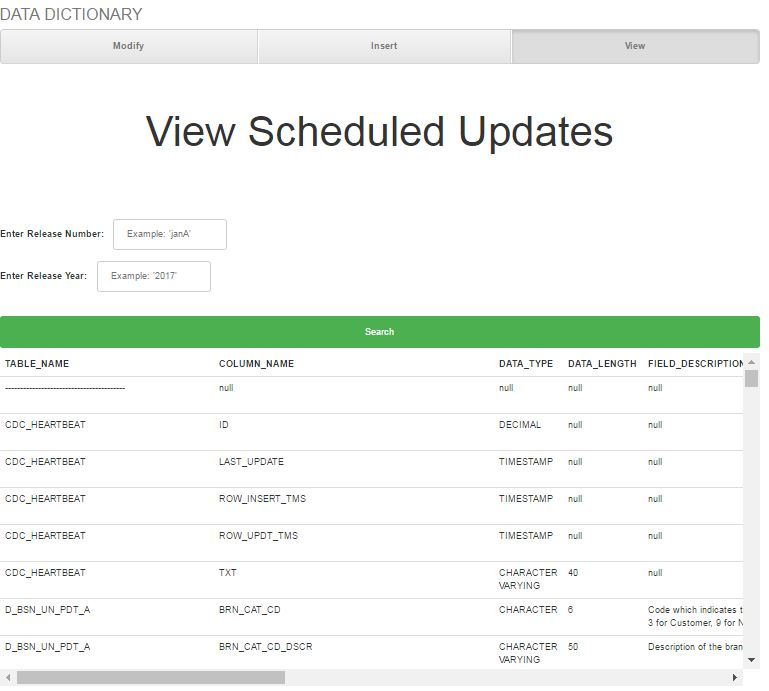 DATA DICTIONARY
Modify Insert View
View Scheduled Updates
Enter Release Number: Example: 'janA'
Enter Release Year: Example: '2017'
Search
TABLE_NAME COLUMN_NAME DATA_TYPE DATA_LENGTH FIELD_DESCRIPTION
---------------------------------------- null null null null
CDC_HEARTBEAT ID DECIMAL null null
CDC_HEARTBEAT LAST_UPDATE TIMESTAMP null null
CDC_HEARTBEAT ROW_INSERT_TMS TIMESTAMP null null
CDC_HEARTBEAT ROW_UPDT_TMS TIMESTAMP null null
CDC_HEARTBEAT TXT CHARACTER 40 null
VARYING
D_BSN_UN_PDT_A BRN_CAT_CD CHARACTER 6 Code which indicates t
3 for Customer, 9 for N
D_BSN_UN_PDT_A BRN_CAT_CD_DSCR CHARACTER 50 Description of the bran
VARYING